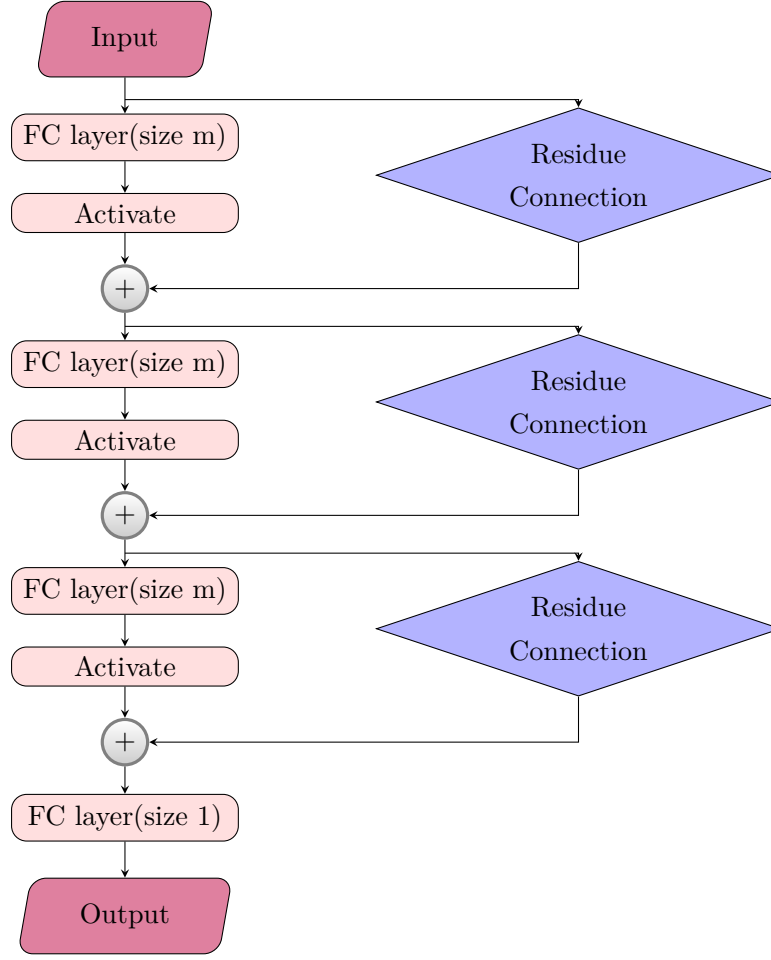 Input
FC layer(size m)
Residue
Connection
Activate
+
FC layer(size m)
Residue
Connection
Activate
+
FC layer(size m)
Residue
Connection
Activate
+
FC layer(size 1)
Output